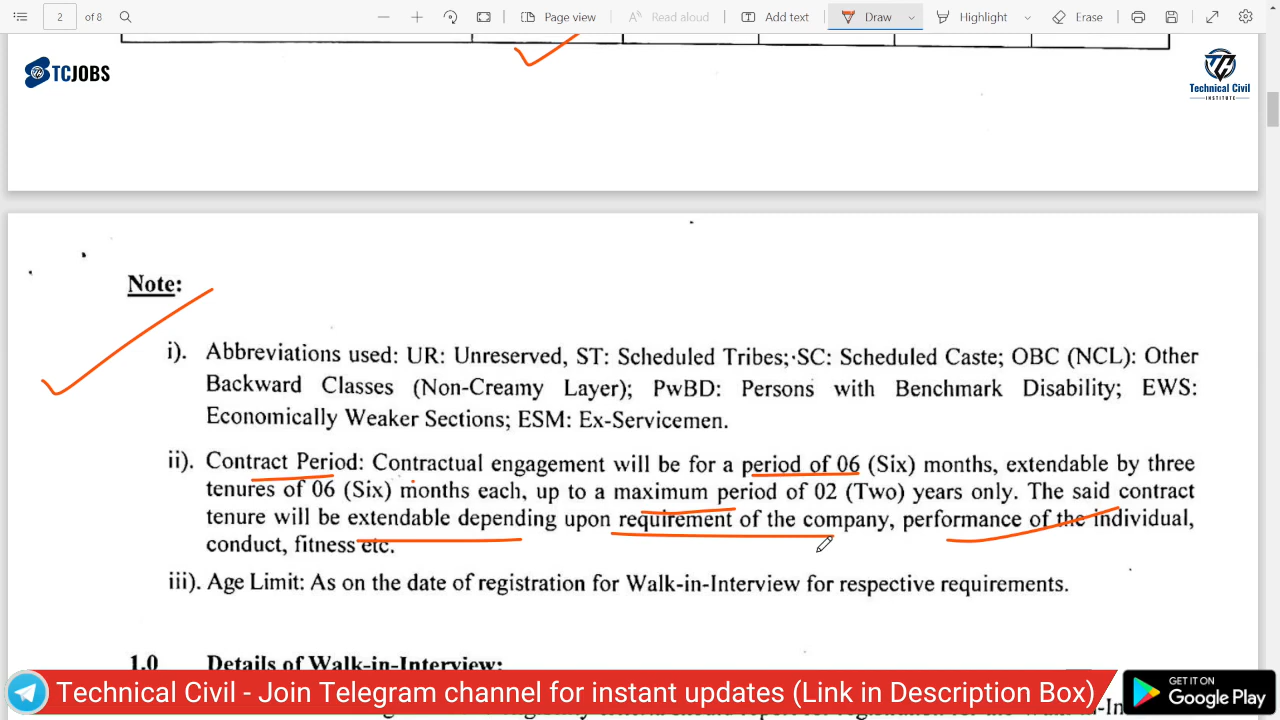 2 of 8 Page view Read aloud Add text Draw Highlight Erase
STCJOBS
Technical Civil
INSTITUTE
Note:
i). Abbreviations used: UR: Unreserved, ST: Scheduled Tribes; SC: Scheduled Caste; OBC (NCL): Other
Backward Classes (Non-Creamy Layer); PwBD: Persons with Benchmark Disability; EWS:
Economically Weaker Sections; ESM: Ex-Servicemen.
ii). Contract Period: Contractual engagement will be for a period of 06 (Six) months, extendable by three
tenures of 06 (Six) months each, up to a maximum period of 02 (Two) years only. The said contract
tenure will be extendable depending upon requirement of the company, performance of the individual,
conduct, fitness etc.
iii). Age Limit: As on the date of registration for Walk-in-Interview for respective requirements.
1.0 Details of Walk-in-Interview:
Technical Civil - Join Telegram channel for instant updates (Link in Description Box)
GET IT ON
Google Play